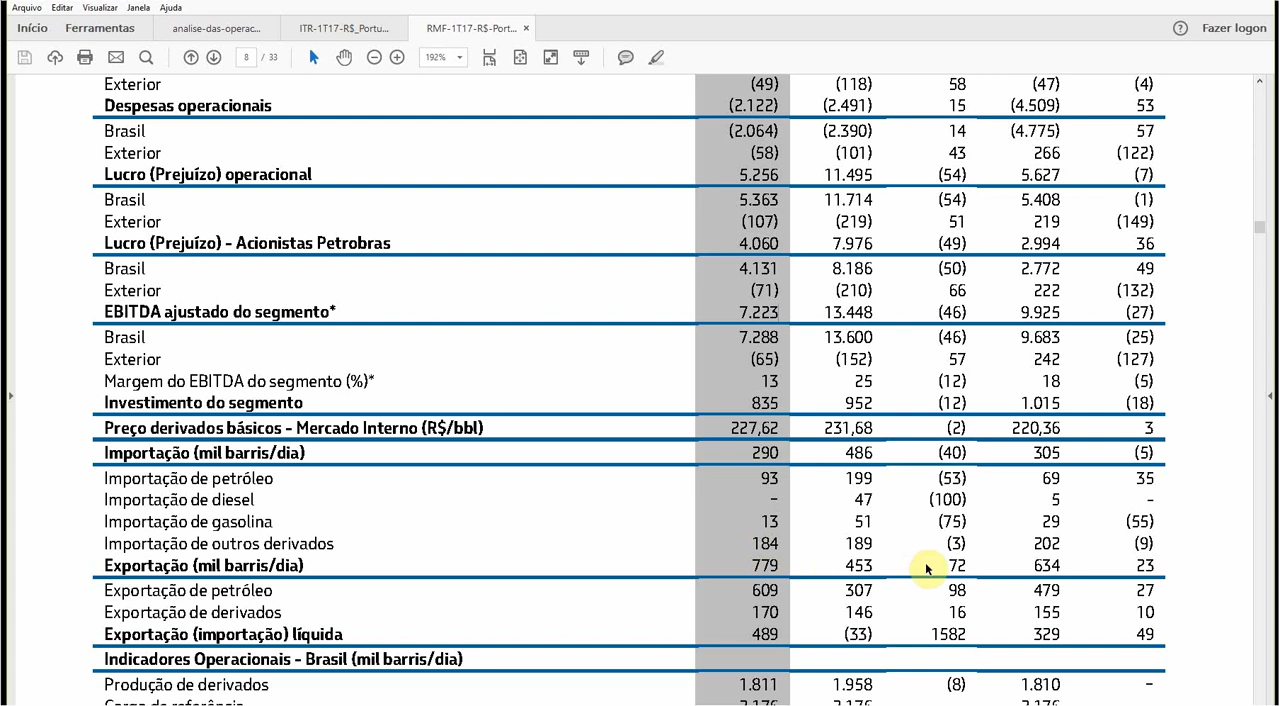 Arquivo Editar Visualizar Janela Ajuda
Início Ferramentas analise-das-operac... ITR-1T17-R$_Portu... RMF-1T17-R$-Port... × ? Fazer logon
8 / 33 192%
Exterior (49) (118) 58 (47) (4)
Despesas operacionais (2.122) (2.491) 15 (4.509) 53
Brasil (2.064) (2.390) 14 (4.775) 57
Exterior (58) (101) 43 266 (122)
Lucro (Prejuízo) operacional 5.256 11.495 (54) 5.627 (7)
Brasil 5.363 11.714 (54) 5.408 (1)
Exterior (107) (219) 51 219 (149)
Lucro (Prejuízo) - Acionistas Petrobras 4.060 7.976 (49) 2.994 36
Brasil 4.131 8.186 (50) 2.772 49
Exterior (71) (210) 66 222 (132)
EBITDA ajustado do segmento* 7.223 13.448 (46) 9.925 (27)
Brasil 7.288 13.600 (46) 9.683 (25)
Exterior (65) (152) 57 242 (127)
Margem do EBITDA do segmento (%)* 13 25 (12) 18 (5)
Investimento do segmento 835 952 (12) 1.015 (18)
Preço derivados básicos - Mercado Interno (R$/bbl) 227,62 231,68 (2) 220,36 3
Importação (mil barris/dia) 290 486 (40) 305 (5)
Importação de petróleo 93 199 (53) 69 35
Importação de diesel - 47 (100) 5 -
Importação de gasolina 13 51 (75) 29 (55)
Importação de outros derivados 184 189 (3) 202 (9)
Exportação (mil barris/dia) 779 453 72 634 23
Exportação de petróleo 609 307 98 479 27
Exportação de derivados 170 146 16 155 10
Exportação (importação) líquida 489 (33) 1582 329 49
Indicadores Operacionais - Brasil (mil barris/dia)
Produção de derivados 1.811 1.958 (8) 1.810 -
Carga de referência 2.176 2.176 2.176